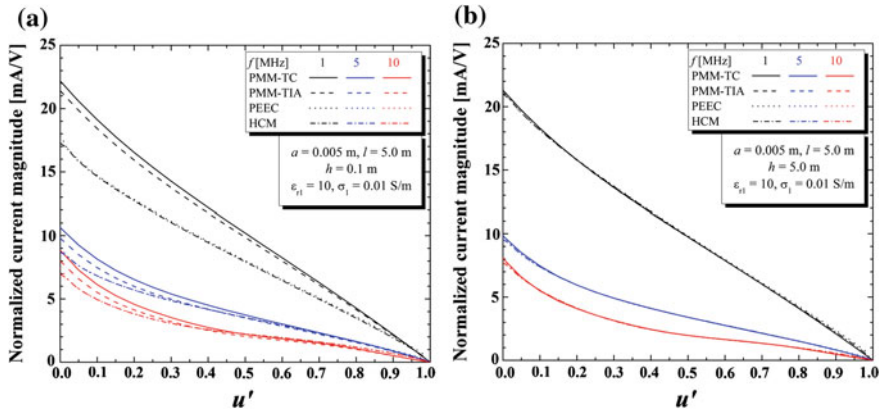 (a)
Normalized current magnitude [mA/V]
25
20
15
10
5
0
0.0 0.1 0.2 0.3 0.4 0.5 0.6 0.7 0.8 0.9 1.0
u'
f [MHz] 1 5 10
PMM-TC
PMM-TIA
PEEC
HCM
a = 0.005 m, l = 5.0 m
h = 0.1 m
εr1 = 10, σ1 = 0.01 S/m
(b)
Normalized current magnitude [mA/V]
25
20
15
10
5
0
0.0 0.1 0.2 0.3 0.4 0.5 0.6 0.7 0.8 0.9 1.0
u'
f [MHz] 1 5 10
PMM-TC
PMM-TIA
PEEC
HCM
a = 0.005 m, l = 5.0 m
h = 5.0 m
εr1 = 10, σ1 = 0.01 S/m